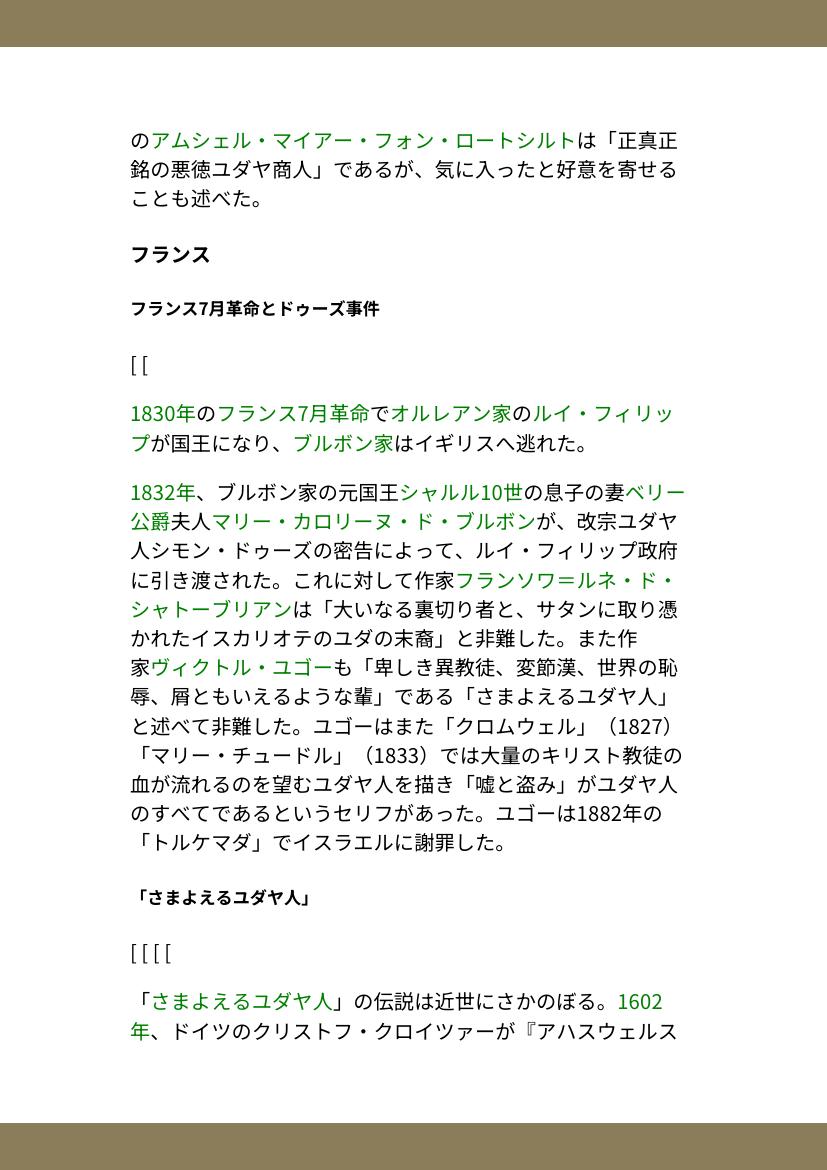 のアムシェル・マイアー・フォン・ロートシルトは「正真正
銘の悪徳ユダヤ商人」であるが、気に入ったと好意を寄せる
ことも述べた。
フランス
フランス7月革命とドゥーズ事件
[ [
1830年のフランス7月革命でオルレアン家のルイ・フィリッ
プが国王になり、ブルボン家はイギリスへ逃れた。
1832年、ブルボン家の元国王シャルル10世の息子の妻ベリー
公爵夫人マリー・カロリーヌ・ド・ブルボンが、改宗ユダヤ
人シモン・ドゥーズの密告によって、ルイ・フィリップ政府
に引き渡された。これに対して作家フランソワ＝ルネ・ド・
シャトーブリアンは「大いなる裏切り者と、サタンに取り憑
かれたイスカリオテのユダの末裔」と非難した。また作
家ヴィクトル・ユゴーも「卑しき異教徒、変節漢、世界の恥
辱、屑ともいえるような輩」である「さまよえるユダヤ人」
と述べて非難した。ユゴーはまた「クロムウェル」（1827）
「マリー・チュードル」（1833）では大量のキリスト教徒の
血が流れるのを望むユダヤ人を描き「嘘と盗み」がユダヤ人
のすべてであるというセリフがあった。ユゴーは1882年の
「トルケマダ」でイスラエルに謝罪した。
「さまよえるユダヤ人」
[ [ [ [
「さまよえるユダヤ人」の伝説は近世にさかのぼる。1602
年、ドイツのクリストフ・クロイツァーが『アハスウェルス